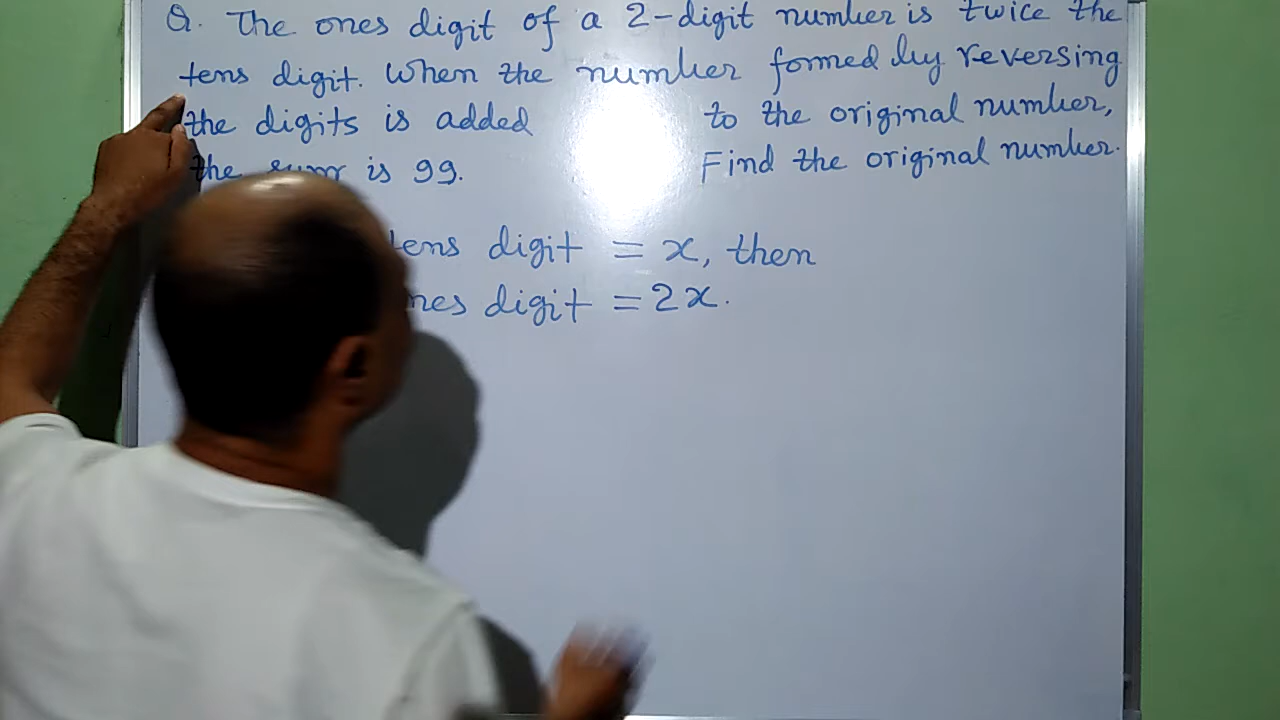 Q. The ones digit of a 2-digit number is twice the
tens digit. When the number formed by reversing
the digits is added to the original number,
the is 99. Find the original number.
tens digit = x, then
digit = 2x.